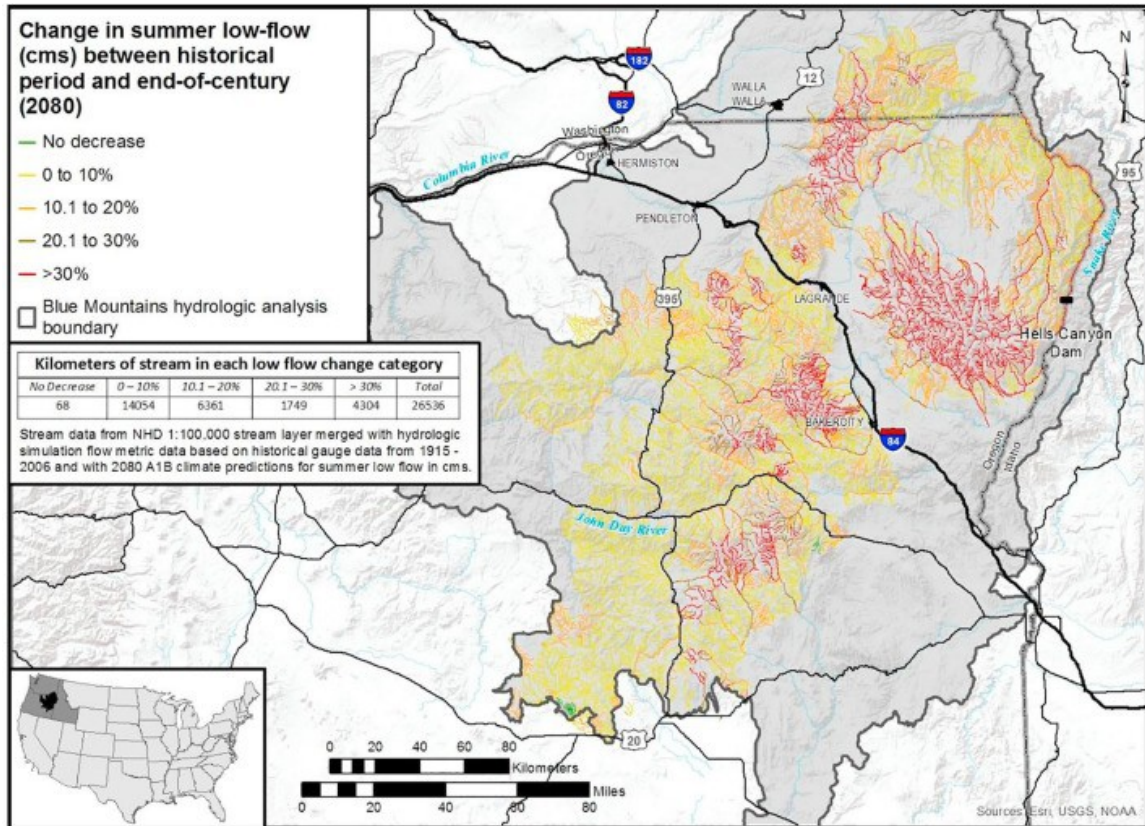 Change in summer low-flow
(cms) between historical
period and end-of-century
(2080)
No decrease
0 to 10%
10.1 to 20%
20.1 to 30%
>30%
Blue Mountains hydrologic analysis
boundary
Kilometers of stream in each low flow change category
No Decrease 0 – 10% 10.1 – 20% 20.1 – 30% > 30% Total
68 14054 6361 1749 4304 26536
Stream data from NHD 1:100,000 stream layer merged with hydrologic
simulation flow metric data based on historical gauge data from 1915 -
2006 and with 2080 A1B climate predictions for summer low flow in cms.
N
182
82
12
WALLA
WALLA
Washington
Oregon
HERMISTON
Columbia River
95
PENDLETON
Snake River
395
LAGRANDE
Hells Canyon
Dam
BAKERCITY
84
Oregon
Idaho
John Day River
20
0 20 40 60 80
Kilometers
Miles
0 20 40 60 80
Sources: Esri, USGS, NOAA